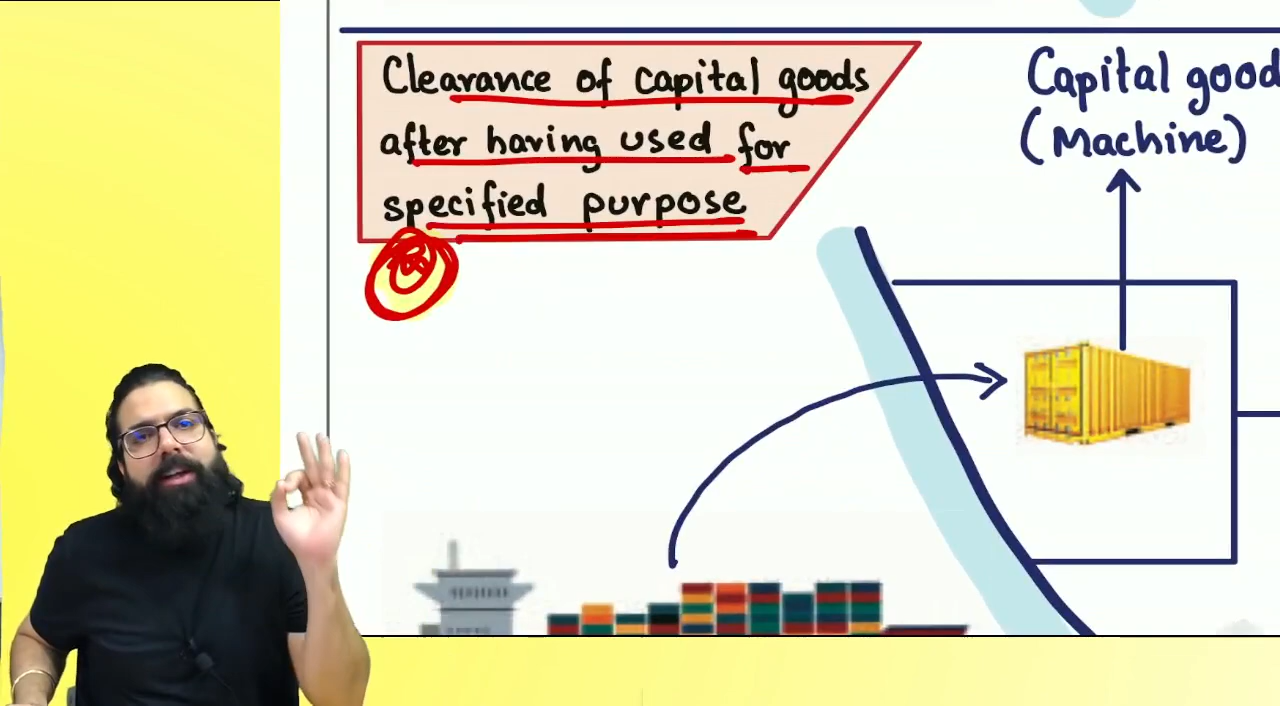 Clearance of capital goods
after having used for
specified purpose
Capital good
(Machine)